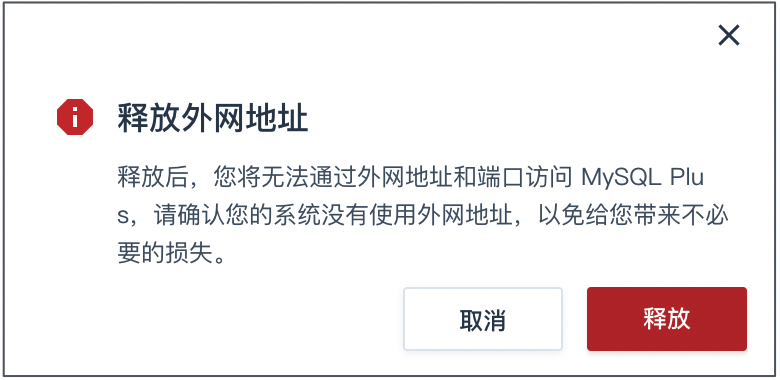 释放外网地址
释放后，您将无法通过外网地址和端口访问 MySQL Plu
s，请确认您的系统没有使用外网地址，以免给您带来不必
要的损失。
取消
释放